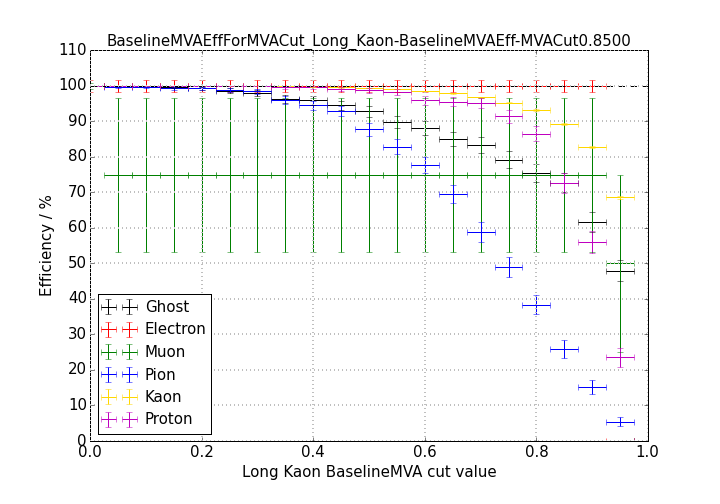 BaselineMVAEffForMVACut_Long_Kaon-BaselineMVAEff-MVACut0.8500
110
100
90
80
70
60
50
40
30
20
10
0
Efficiency / %
Ghost
Electron
Muon
Pion
Kaon
Proton
0.0 0.2 0.4 0.6 0.8 1.0
Long Kaon BaselineMVA cut value